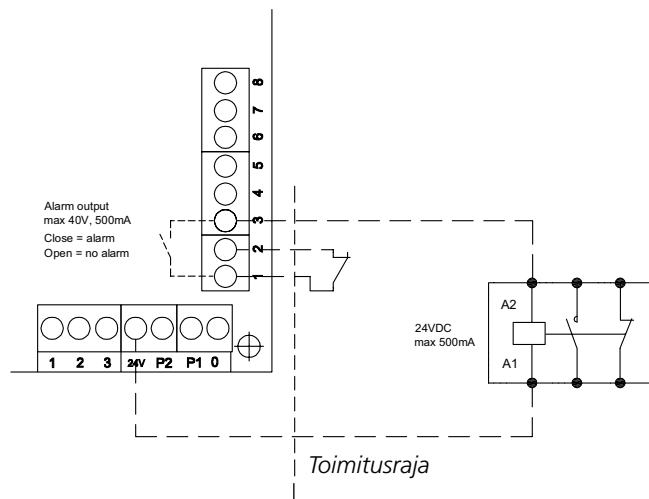 8
7
6
5
4
3
2
1
Alarm output
max 40V, 500mA
Close = alarm
Open = no alarm
24VDC
max 500mA
A2
A1
1 2 3 24V P2 P1 0
Toimitusraja